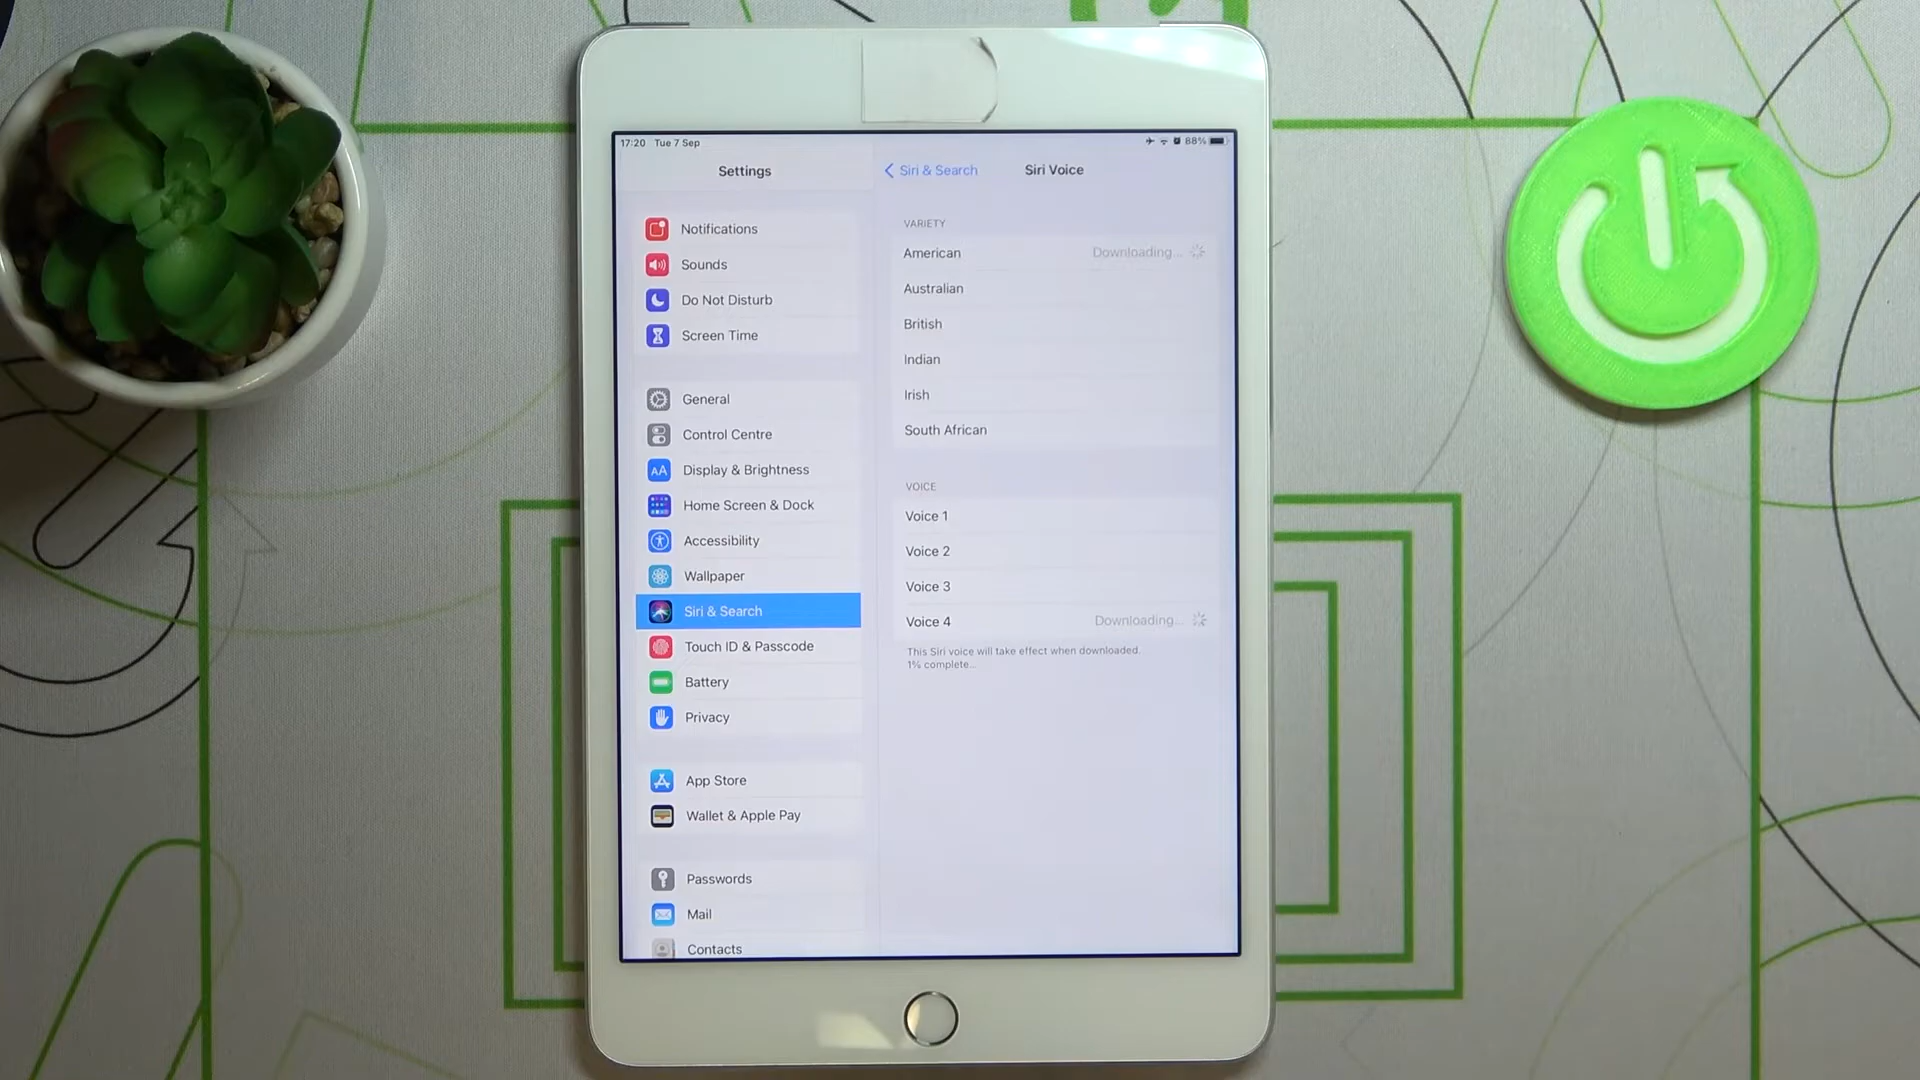 17:20 Tue 7 Sep
88%
Settings
Notifications
Sounds
Do Not Disturb
Screen Time
General
Control Centre
AA Display & Brightness
Home Screen & Dock
Accessibility
Wallpaper
Siri & Search
Touch ID & Passcode
Battery
Privacy
App Store
Wallet & Apple Pay
Passwords
Mail
Contacts
Siri & Search
Siri Voice
VARIETY
American Downloading...
Australian
British
Indian
Irish
South African
VOICE
Voice 1
Voice 2
Voice 3
Voice 4 Downloading...
This Siri voice will take effect when downloaded.
1% complete...